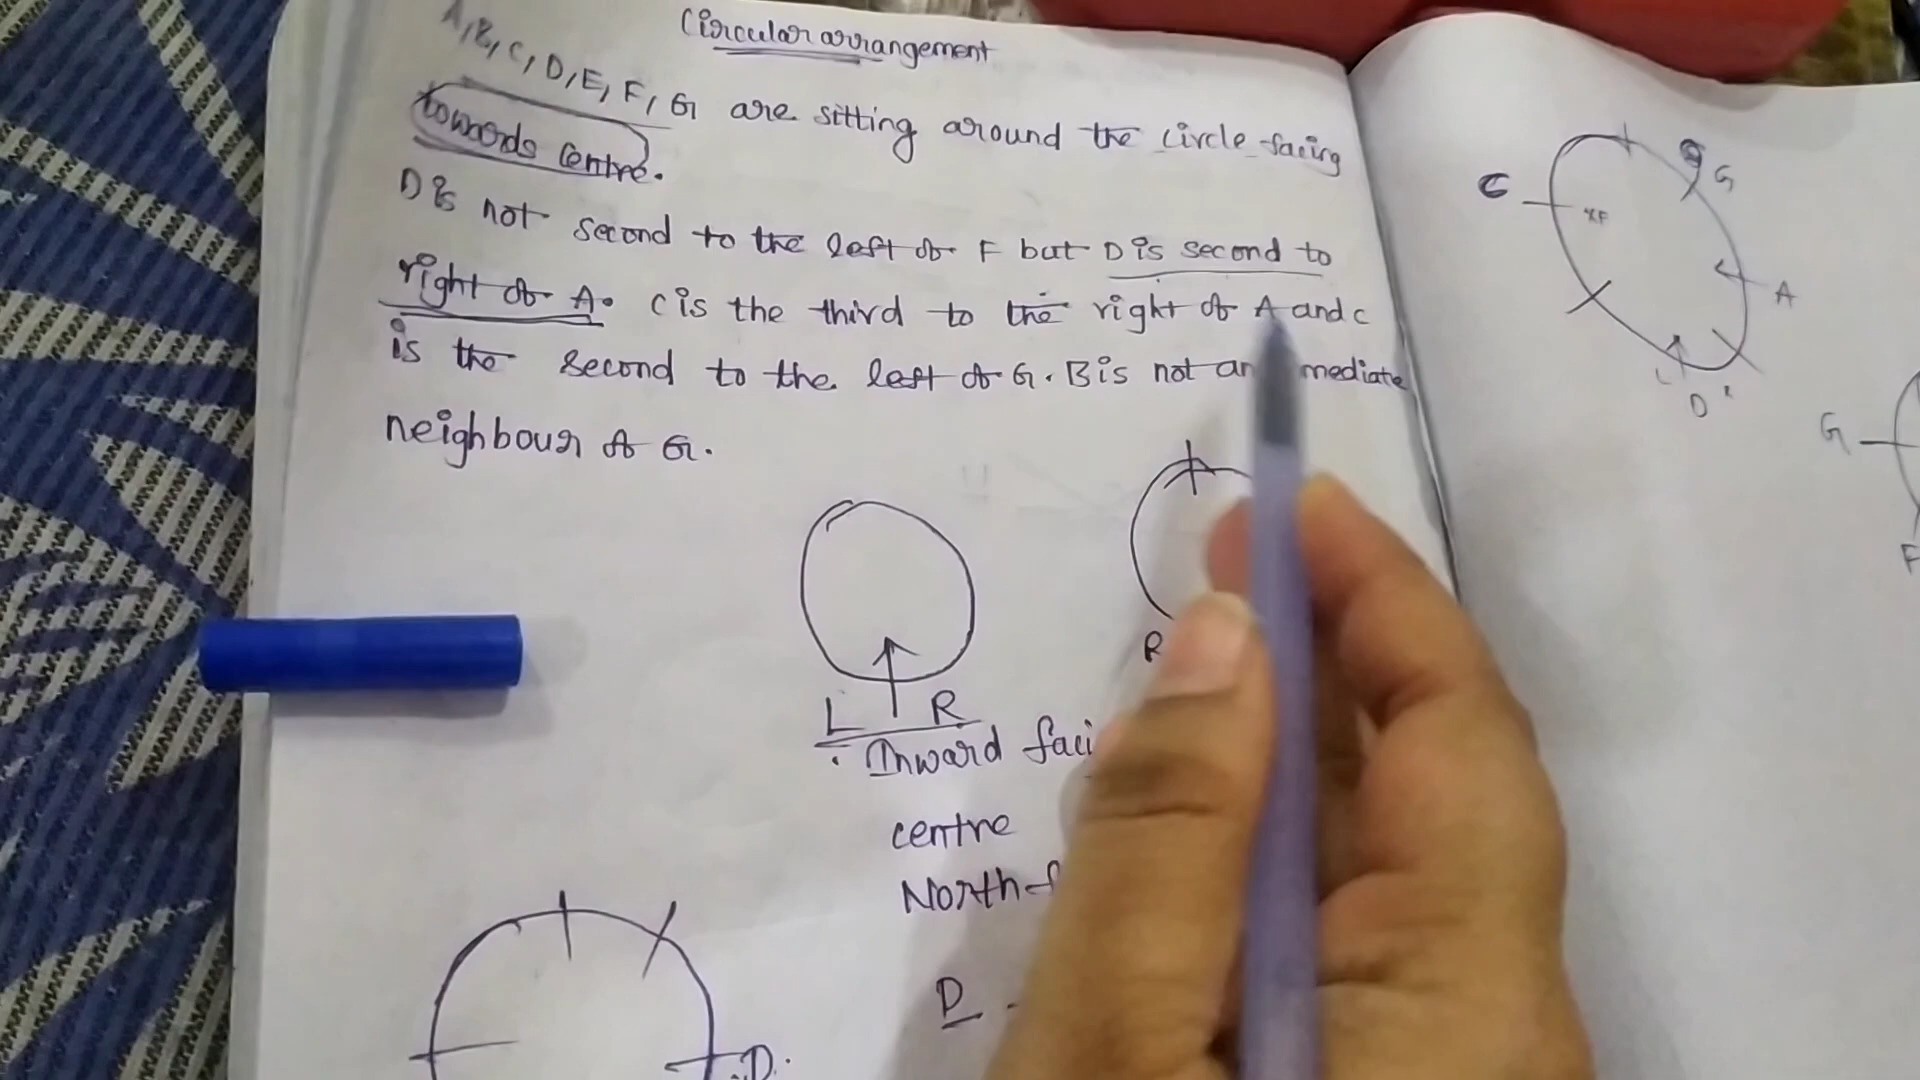 Circular arrangement
A, B, C, D, E, F, G are sitting around the circle facing
towards centre.
D is not second to the left of F but D is second to
right of A. C is the third to the right of A and C
is the second to the left of G. B is not an mediate
neighbour of G.
L R
R
Inward faci
centre
North-f
D -
D.
C
G
XF
A
L
D
G
F